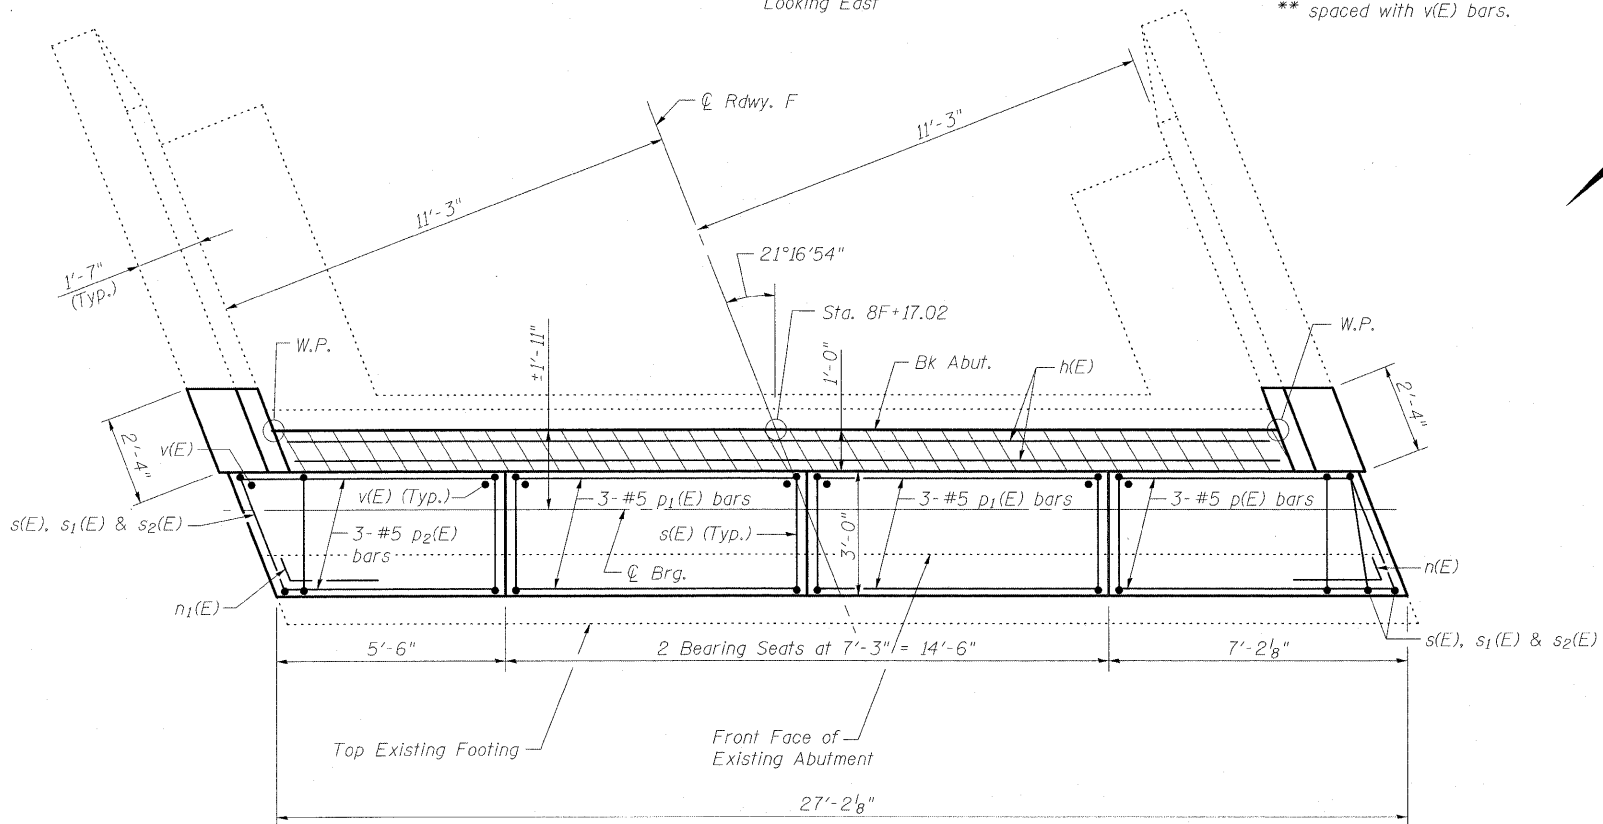 Looking East
** spaced with v(E) bars.
℄ Rdwy. F
11'-3"
11'-3"
1'-7"
(Typ.)
21°16'54"
Sta. 8F+17.02
W.P.
W.P.
±1'-11"
1'-0"
Bk Abut.
h(E)
2'-4"
2'-4"
v(E)
v(E) (Typ.)
3-#5 p1(E) bars
3-#5 p1(E) bars
3-#5 p(E) bars
s(E), s1(E) & s2(E)
3-#5 p2(E)
bars
s(E) (Typ.)
3'-0"
℄ Brg.
n(E)
n1(E)
s(E), s1(E) & s2(E)
5'-6"
2 Bearing Seats at 7'-3" = 14'-6"
7'-2⅛"
Top Existing Footing
Front Face of
Existing Abutment
27'-2⅛"